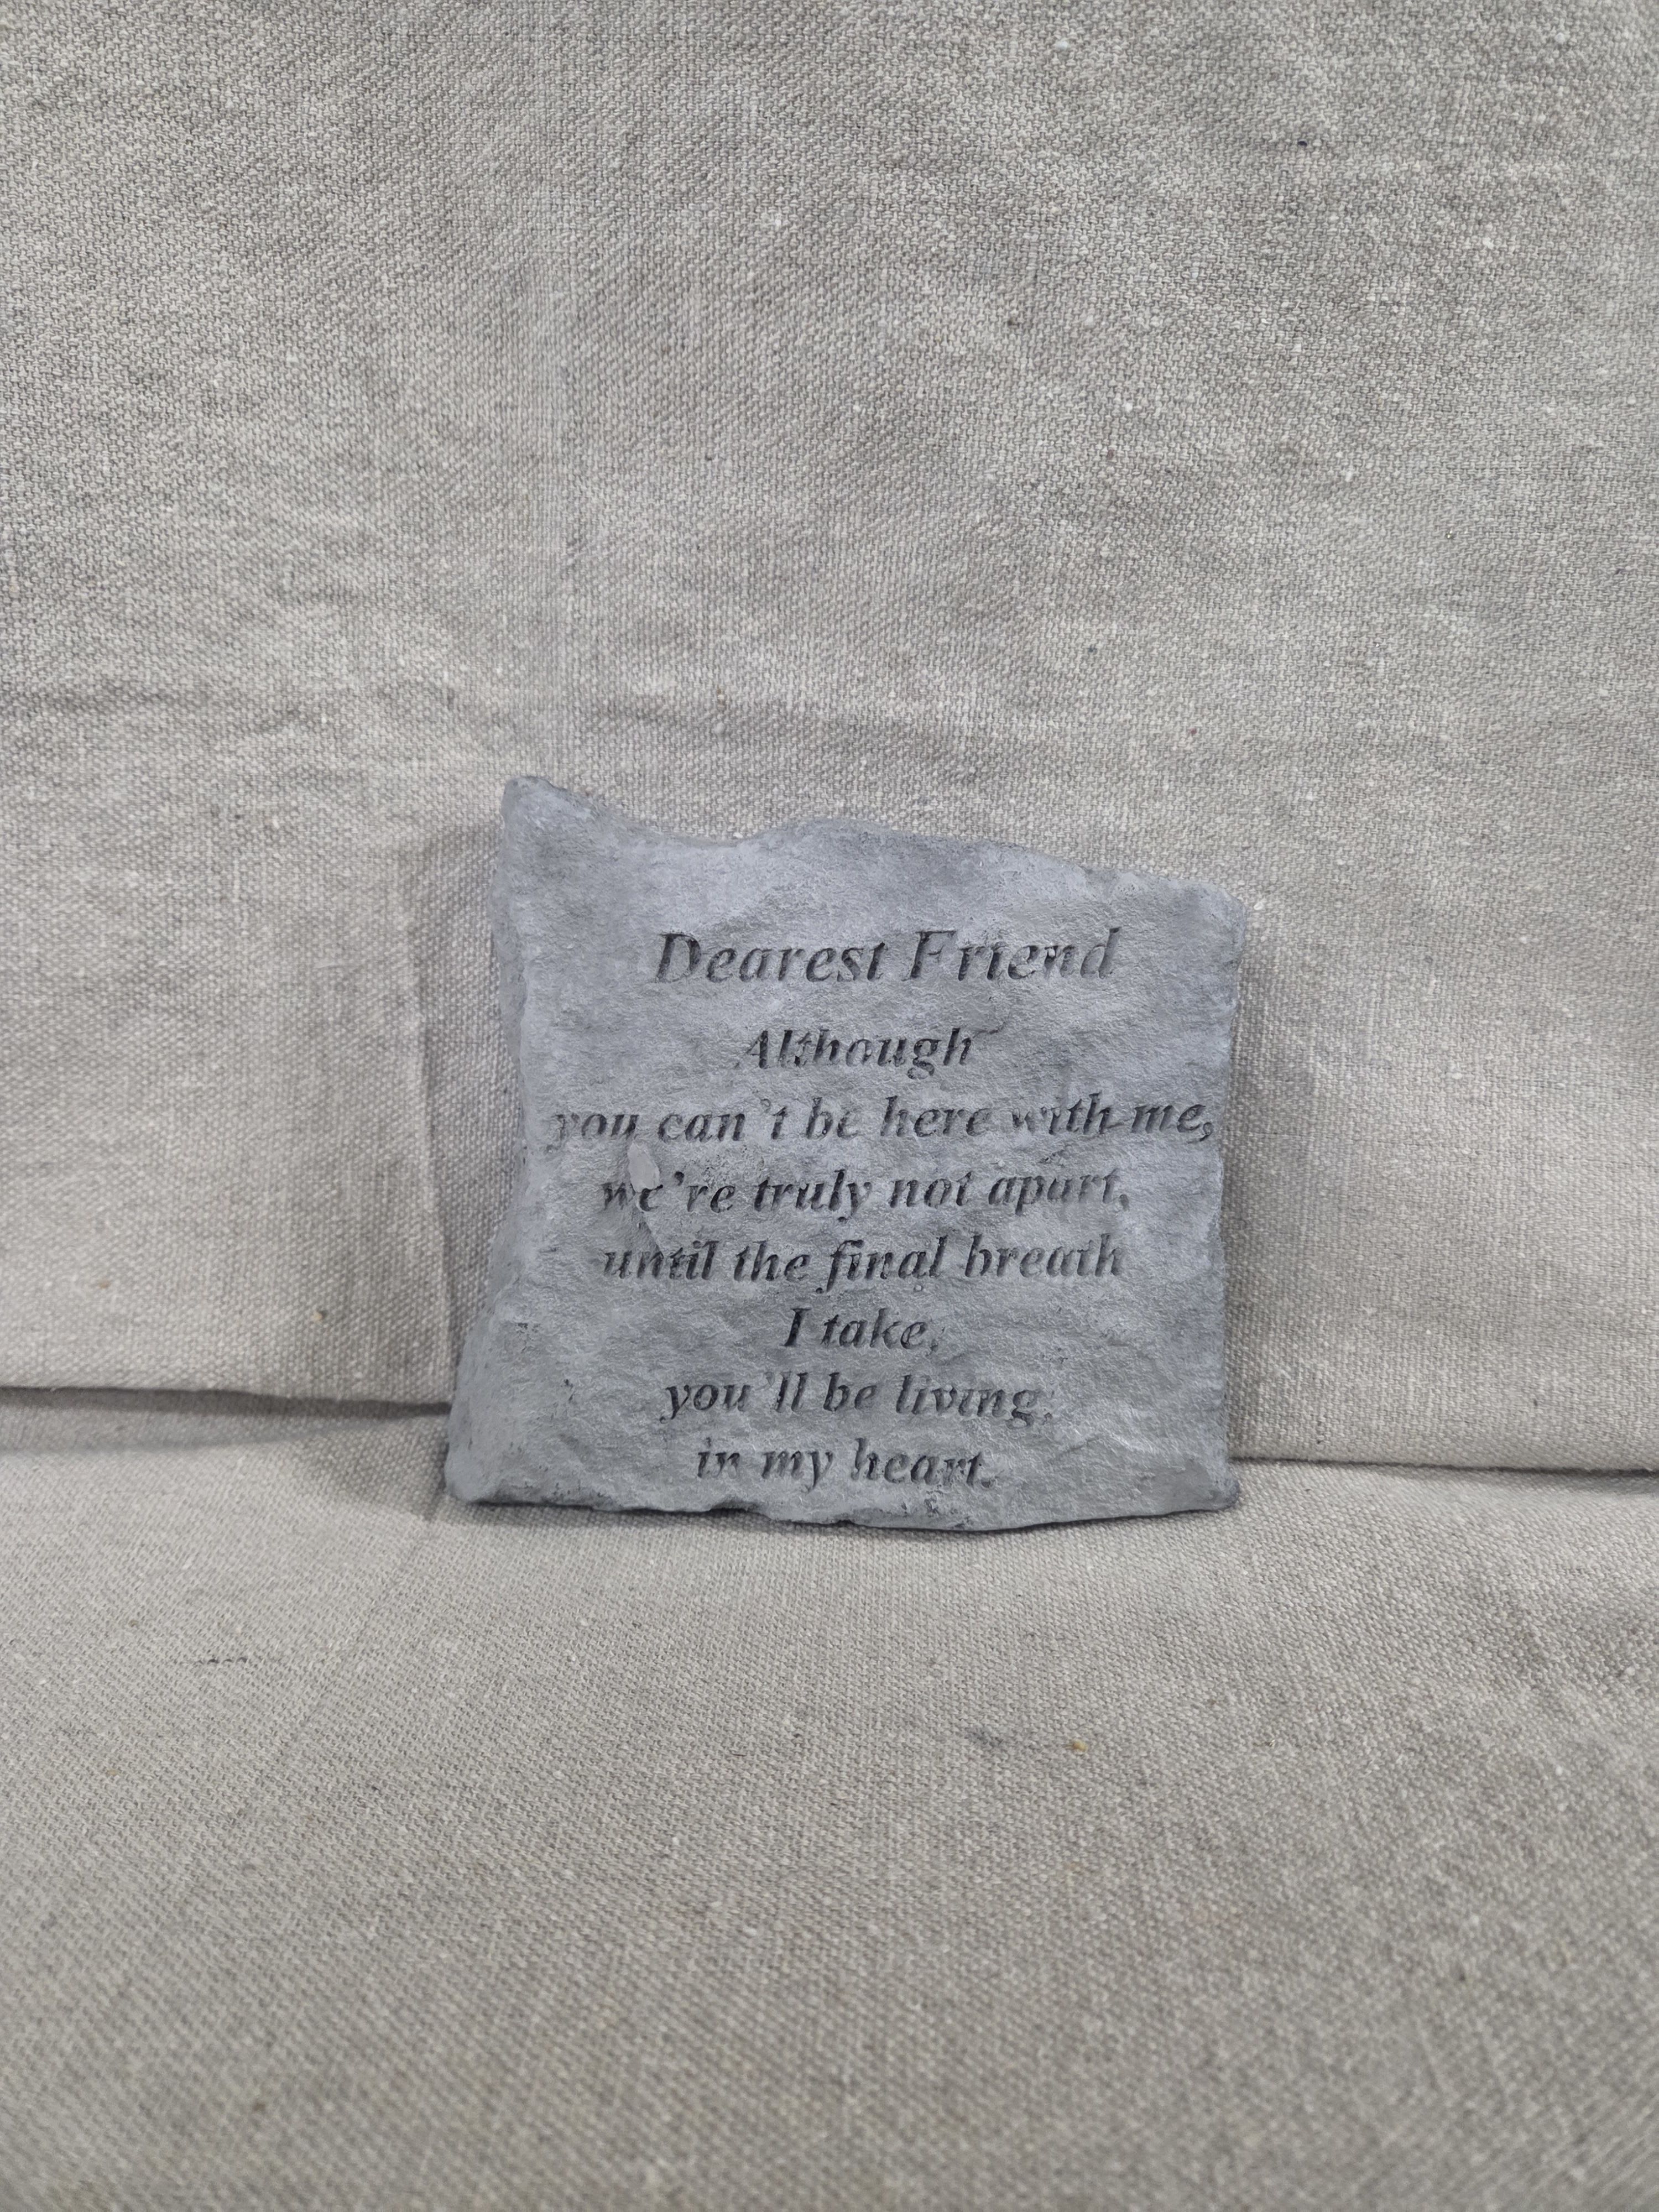 Dearest Friend
Although
you can't be here with me,
we're truly not apart,
until the final breath
I take,
you'll be living,
in my heart.